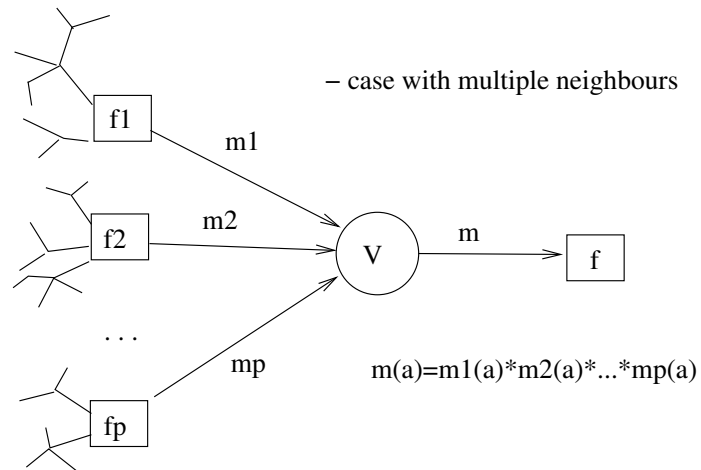 – case with multiple neighbours
f1
m1
f2
m2
V
m
f
. . .
mp
m(a)=m1(a)*m2(a)*...*mp(a)
fp